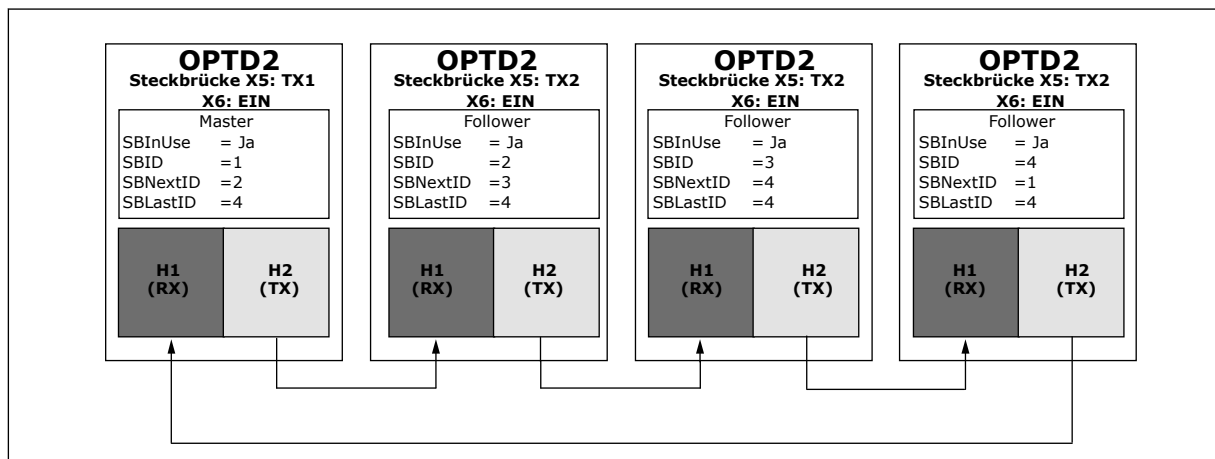 OPTD2
Steckbrücke X5: TX1
X6: EIN
Master
SBInUse = Ja
SBID =1
SBNextID =2
SBLastID =4
H1
(RX)
H2
(TX)
OPTD2
Steckbrücke X5: TX2
X6: EIN
Follower
SBInUse = Ja
SBID =2
SBNextID =3
SBLastID =4
H1
(RX)
H2
(TX)
OPTD2
Steckbrücke X5: TX2
X6: EIN
Follower
SBInUse = Ja
SBID =3
SBNextID =4
SBLastID =4
H1
(RX)
H2
(TX)
OPTD2
Steckbrücke X5: TX2
X6: EIN
Follower
SBInUse = Ja
SBID =4
SBNextID =1
SBLastID =4
H1
(RX)
H2
(TX)